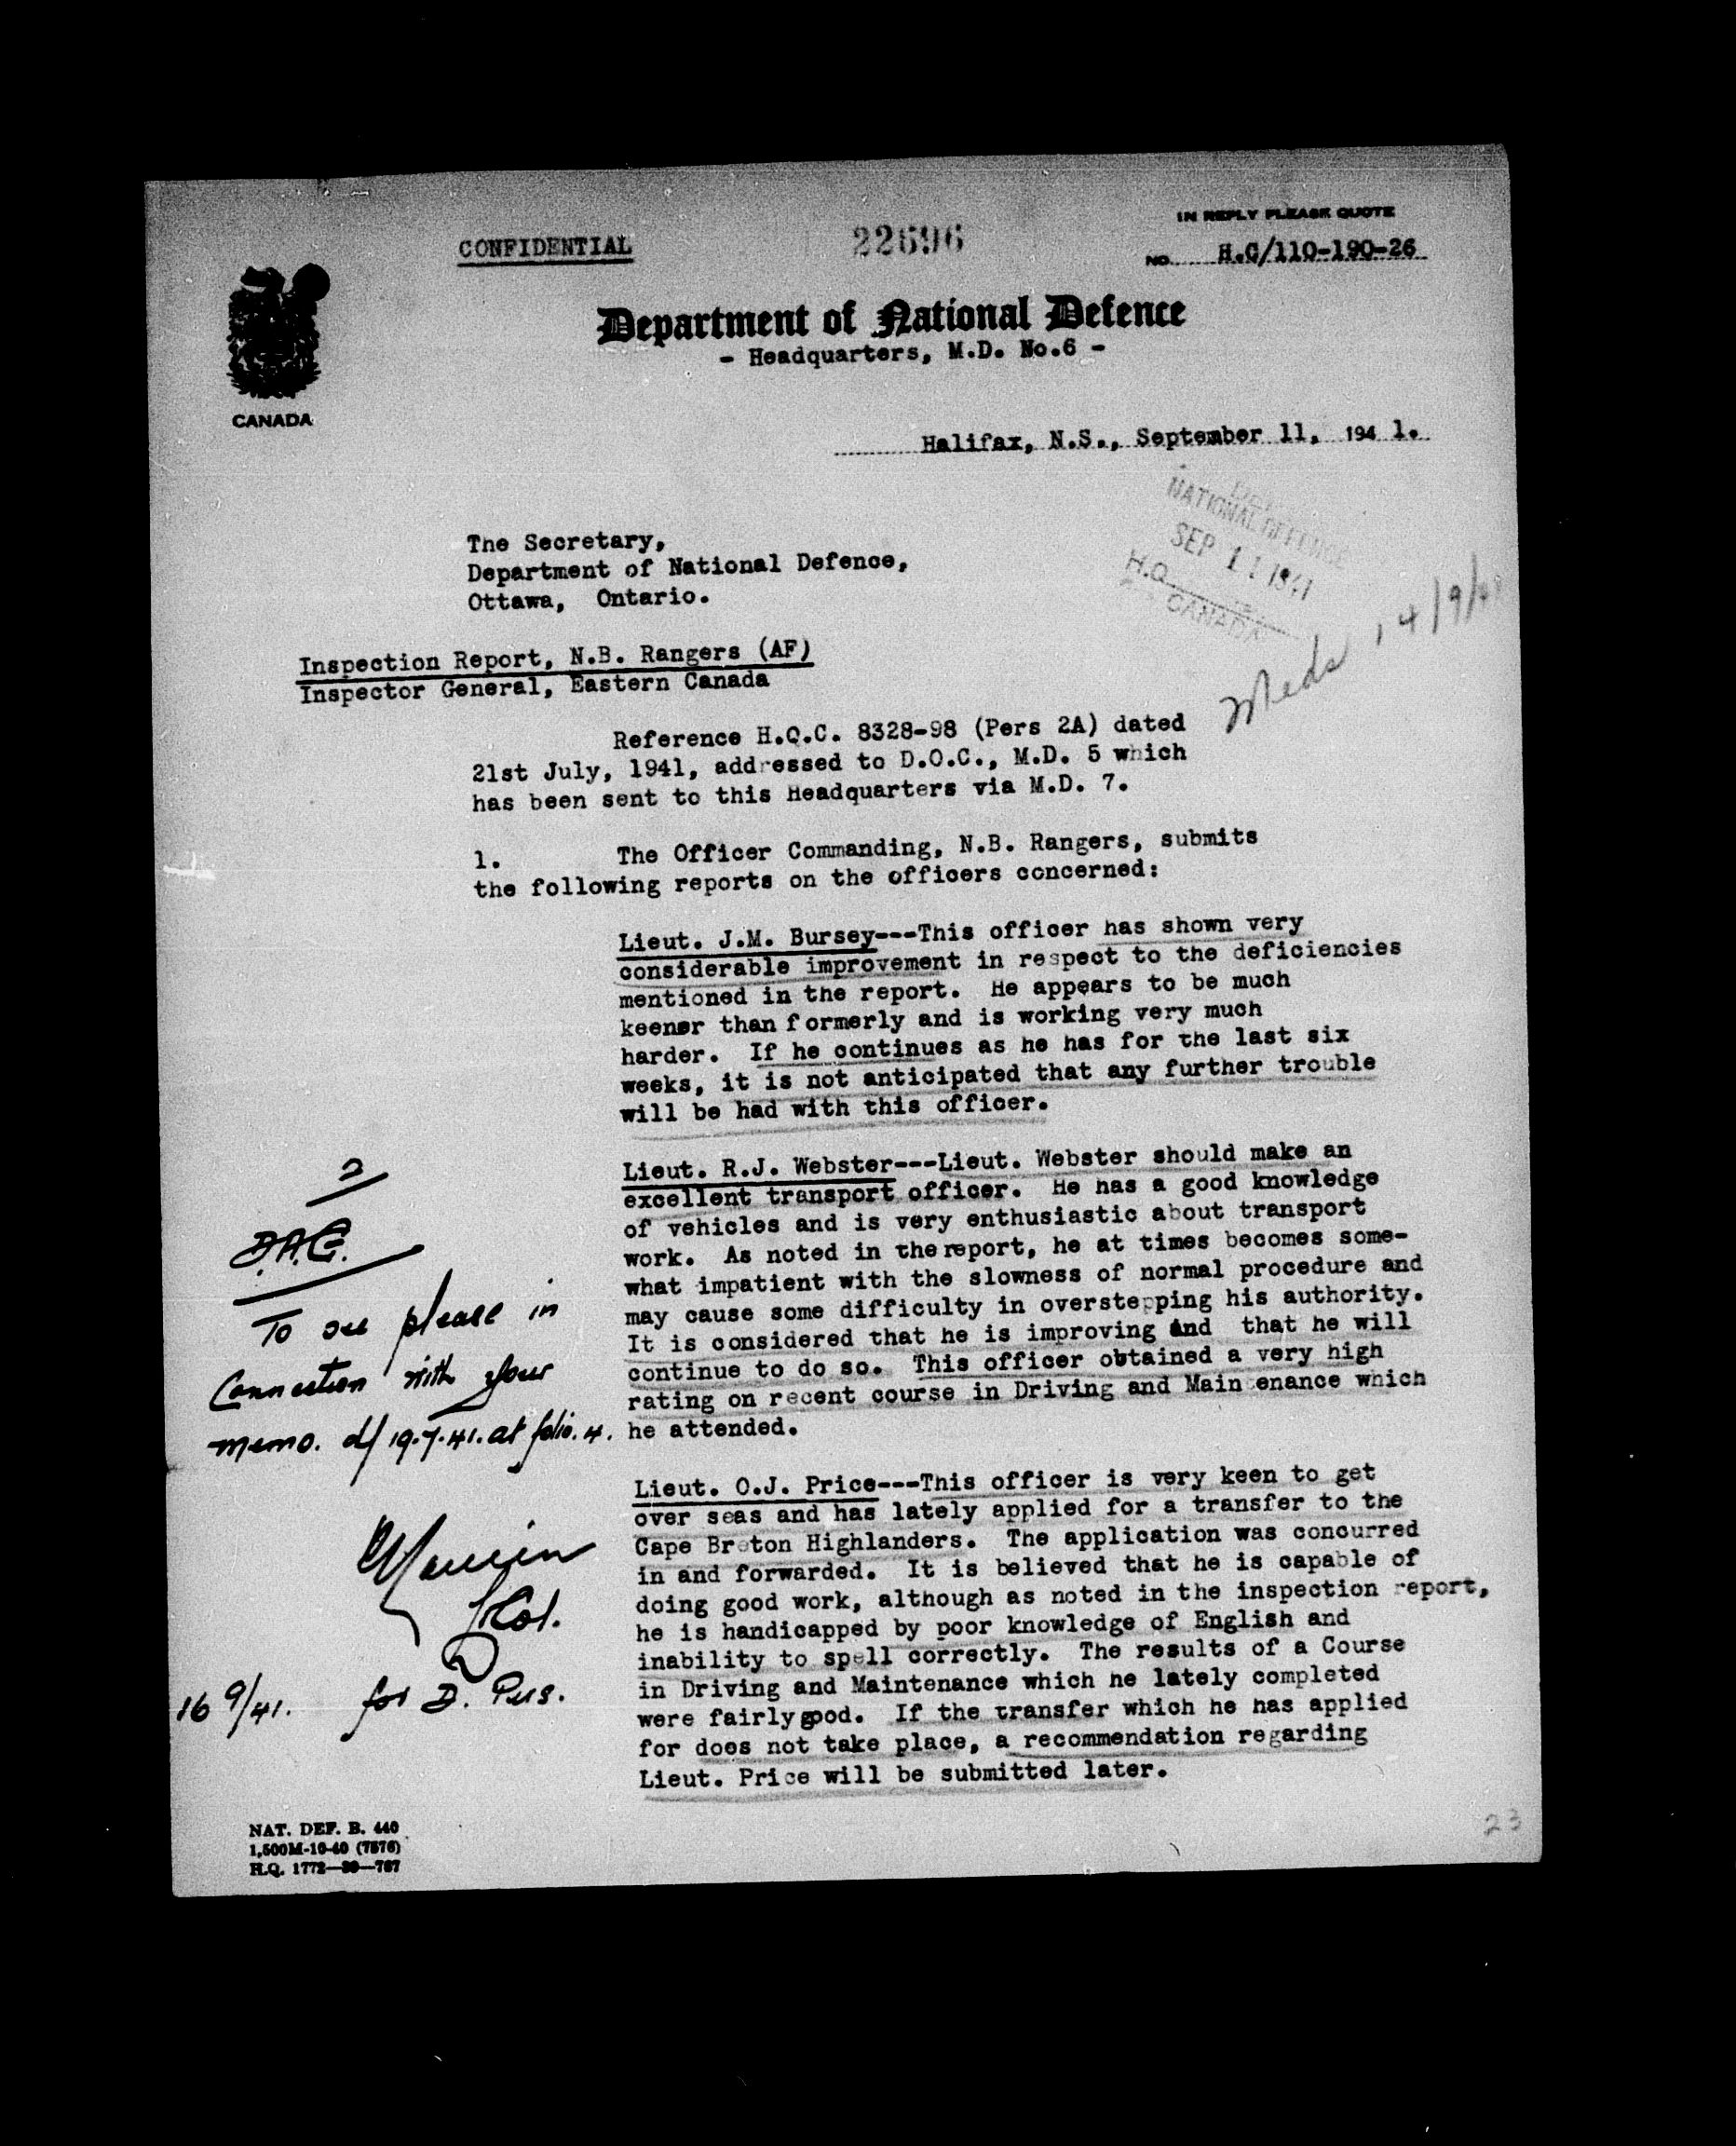 IN REPLY PLEASE QUOTE
CONFIDENTIAL
22696
NO. H.C/110-190-26
Department of National Defence
- Headquarters, M.D. No.6 -
CANADA
Halifax, N.S., September 11, 194 1.
NATIONAL DEFENCE
SEP 11 1941
H.Q.
CANADA
The Secretary,
Department of National Defence,
Ottawa, Ontario.
Meds 14/9/41
Inspection Report, N.B. Rangers (AF)
Inspector General, Eastern Canada
Reference H.Q.C. 8328-98 (Pers 2A) dated
21st July, 1941, addressed to D.O.C., M.D. 5 which
has been sent to this Headquarters via M.D. 7.
1. The Officer Commanding, N.B. Rangers, submits
the following reports on the officers concerned:
Lieut. J.M. Bursey---This officer has shown very
considerable improvement in respect to the deficiencies
mentioned in the report. He appears to be much
keener than formerly and is working very much
harder. If he continues as he has for the last six
weeks, it is not anticipated that any further trouble
will be had with this officer.
Lieut. R.J. Webster---Lieut. Webster should make an
excellent transport officer. He has a good knowledge
of vehicles and is very enthusiastic about transport
work. As noted in the report, he at times becomes some-
what impatient with the slowness of normal procedure and
may cause some difficulty in overstepping his authority.
It is considered that he is improving and that he will
continue to do so. This officer obtained a very high
rating on recent course in Driving and Maintenance which
he attended.
2
D.A.G.
To see please in
Connection with your
memo. d/ 19.7.41. at folio. 4.
Lieut. O.J. Price---This officer is very keen to get
over seas and has lately applied for a transfer to the
Cape Breton Highlanders. The application was concurred
in and forwarded. It is believed that he is capable of
doing good work, although as noted in the inspection report,
he is handicapped by poor knowledge of English and
inability to spell correctly. The results of a Course
in Driving and Maintenance which he lately completed
were fairly good. If the transfer which he has applied
for does not take place, a recommendation regarding
Lieut. Price will be submitted later.
Col.
16 9/41. for D. Pers.
NAT. DEF. B. 440
1,500M-10-40 (7576)
H.Q. 1772—39—767
23